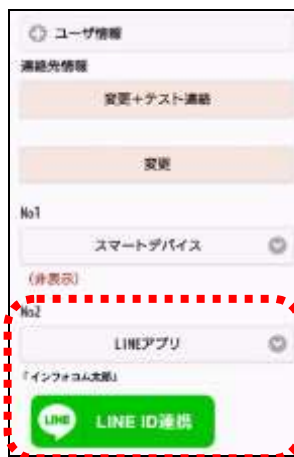 ユーザ情報
連絡先情報
変更+テスト連絡
変更
No1
スマートデバイス
(非表示)
No2
LINEアプリ
「インフォコム太郎」
LINE
LINE ID連携